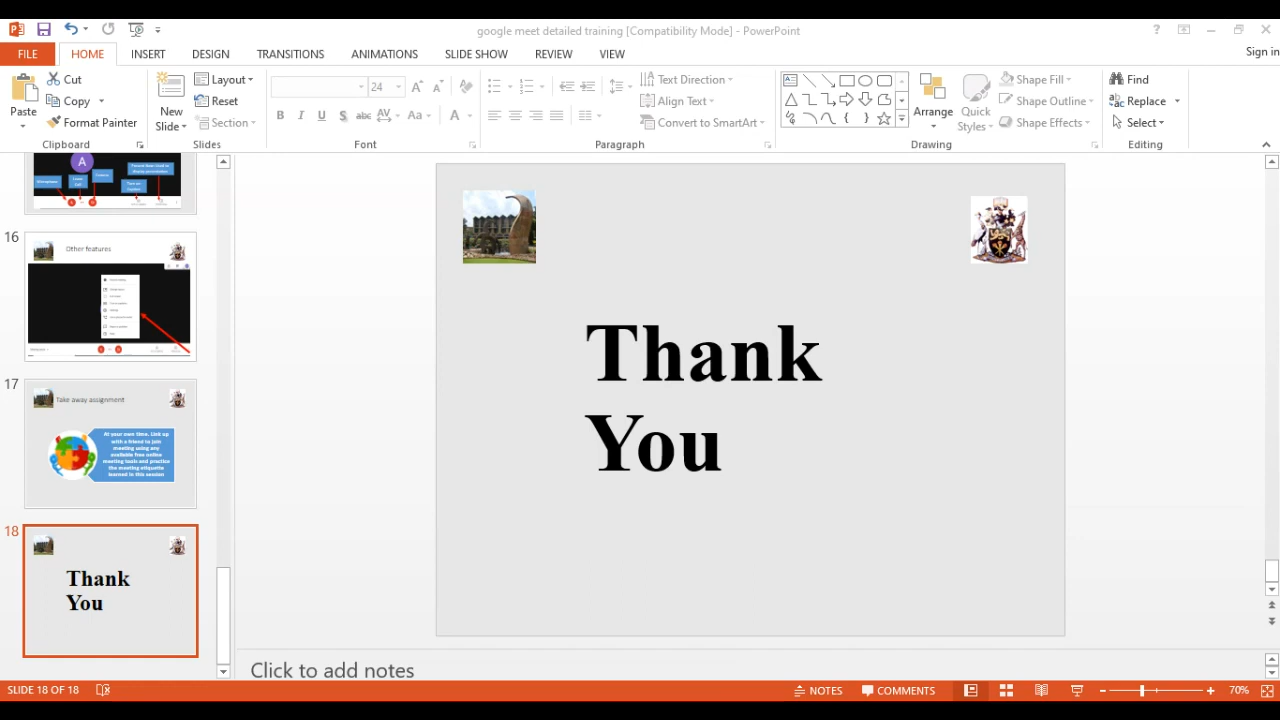 google meet detailed training [Compatibility Mode] - PowerPoint
?
Sign in
FILE HOME INSERT DESIGN TRANSITIONS ANIMATIONS SLIDE SHOW REVIEW VIEW
Paste
Cut
Copy
Format Painter
Clipboard
New
Slide
Layout
Reset
Section
Slides
24
B I U S abc AV Aa A
Font
Text Direction
Align Text
Convert to SmartArt
Paragraph
Arrange
Quick
Styles
Shape Fill
Shape Outline
Shape Effects
Drawing
Find
Replace
Select
Editing
A
16
Other features
17
Take away assignment
At your own time. Link up
with a friend to join
meeting using any
available free online
meeting tools and practice
the meeting etiquette
learned in this session
18
Thank
You
Thank
You
Click to add notes
SLIDE 18 OF 18
NOTES
COMMENTS
70%